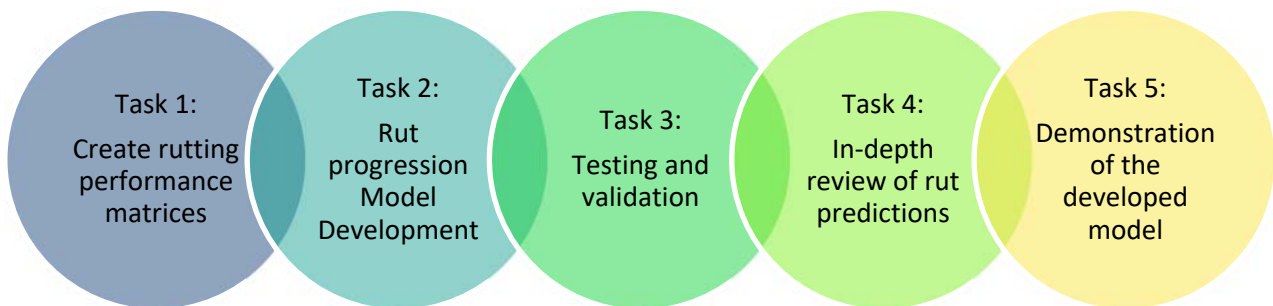 Task 1:
Create rutting
performance
matrices
Task 2:
Rut
progression
Model
Development
Task 3:
Testing and
validation
Task 4:
In-depth
review of rut
predictions
Task 5:
Demonstration
of the
developed
model